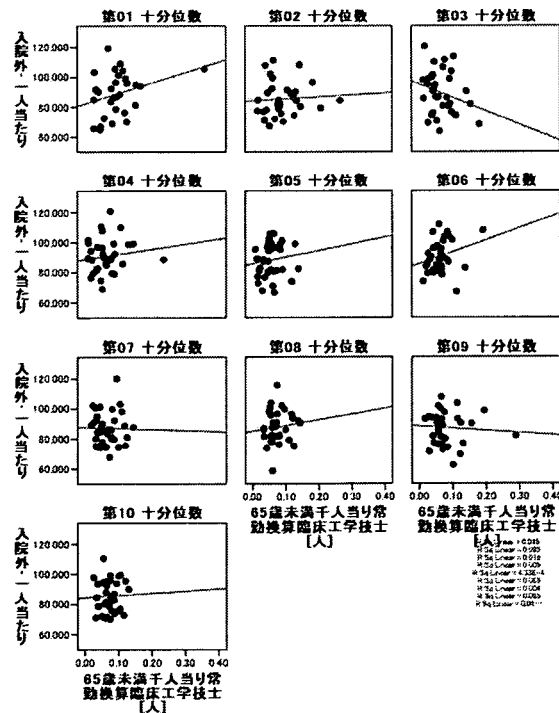 第01 十分位数
第02 十分位数
第03 十分位数
入院外・一人当たり
120.000
100.000
80.000
60.000
第04 十分位数
第05 十分位数
第06 十分位数
入院外・一人当たり
120.000
100.000
80.000
60.000
第07 十分位数
第08 十分位数
第09 十分位数
入院外・一人当たり
120.000
100.000
80.000
60.000
0.00 0.10 0.20 0.30 0.40
0.00 0.10 0.20 0.30 0.40
65歳未満千人当り常
勤換算臨床工学技士
[人]
65歳未満千人当り常
勤換算臨床工学技士
[人]
第10 十分位数
入院外・一人当たり
120.000
100.000
80.000
60.000
0.00 0.10 0.20 0.30 0.40
65歳未満千人当り常
勤換算臨床工学技士
[人]